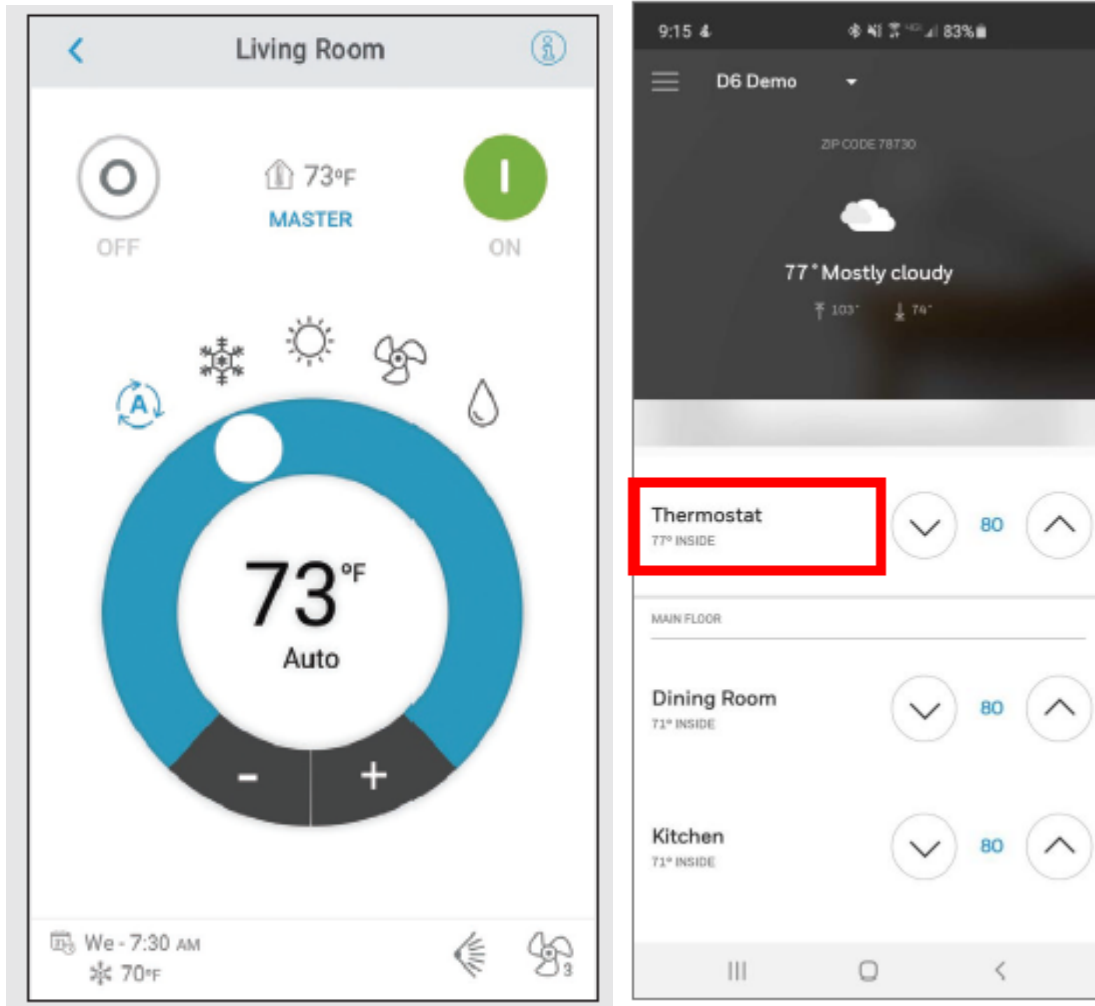 Living Room
73°F
MASTER
OFF
ON
A
73°F
Auto
- +
We - 7:30 AM
70°F
3
9:15
83%
D6 Demo
ZIP CODE 78730
77° Mostly cloudy
103° 74°
Thermostat
77° INSIDE
80
MAIN FLOOR
Dining Room
71° INSIDE
80
Kitchen
71° INSIDE
80